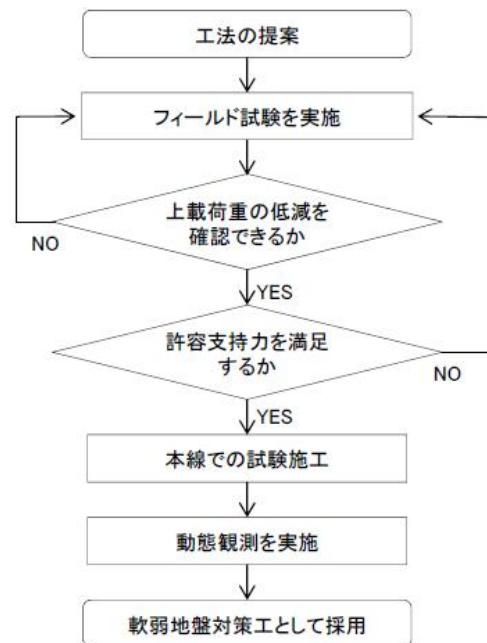 工法の提案
フィールド試験を実施
上載荷重の低減を
確認できるか
NO
YES
許容支持力を満足
するか
NO
YES
本線での試験施工
動態観測を実施
軟弱地盤対策工として採用